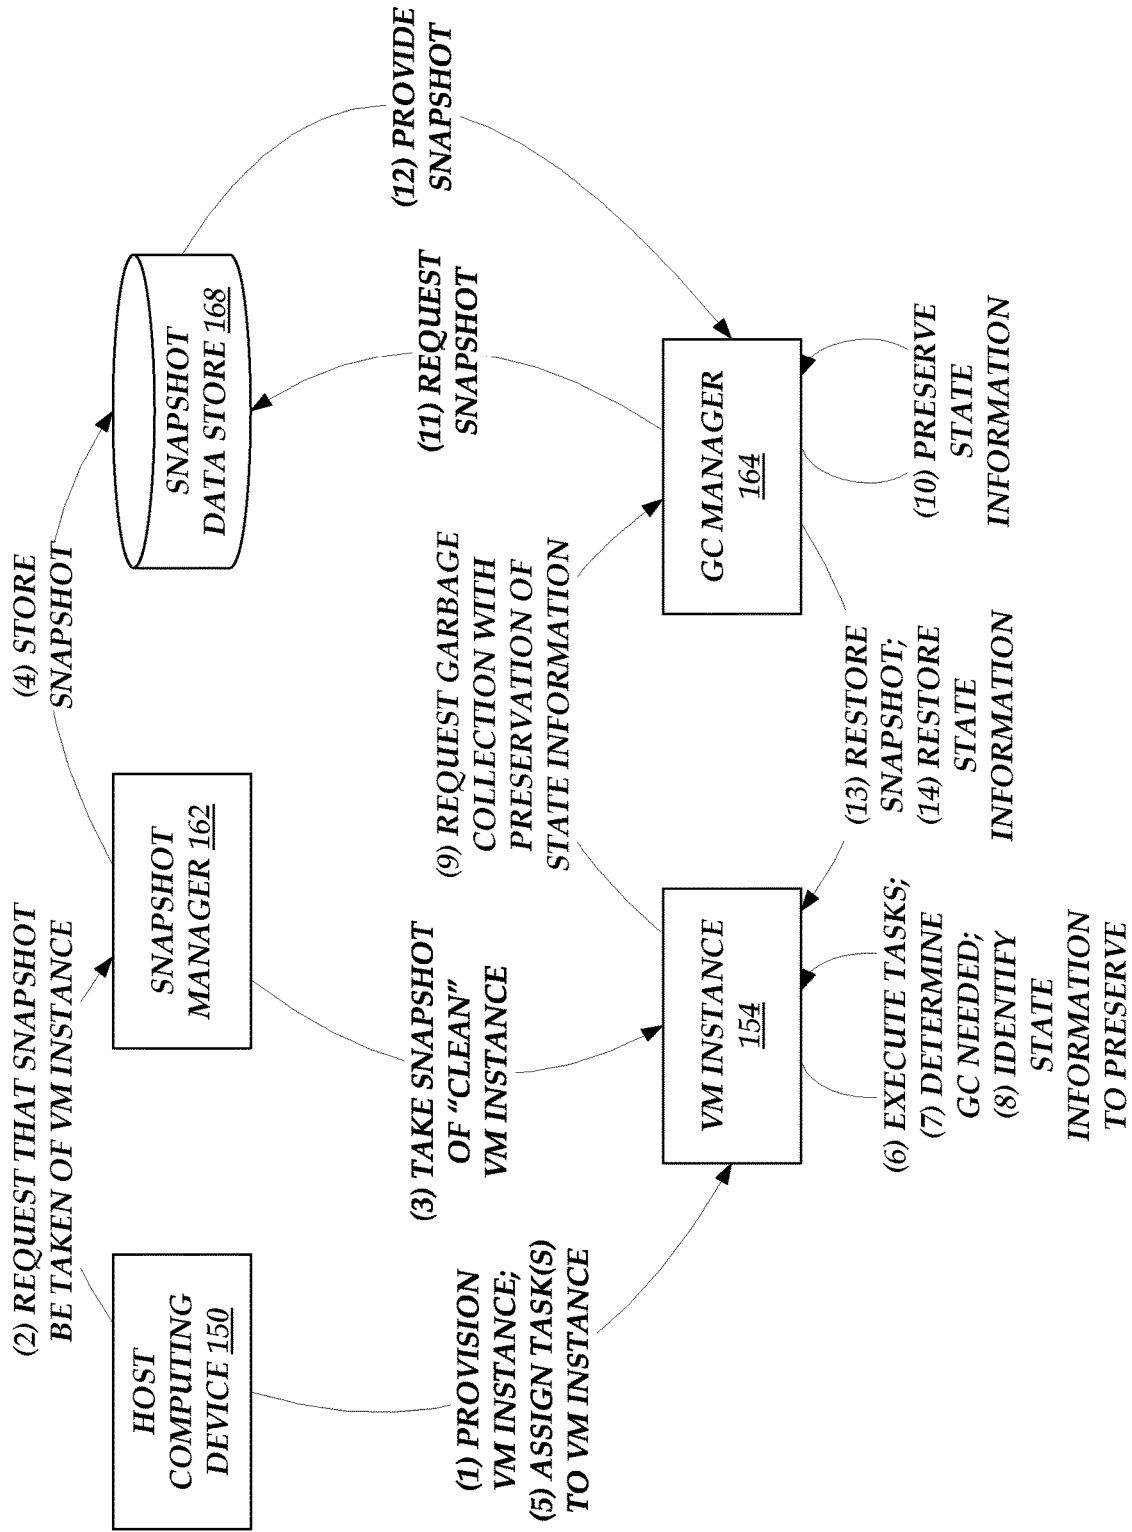 (2) REQUEST THAT SNAPSHOT
BE TAKEN OF VM INSTANCE
(4) STORE
SNAPSHOT
HOST
COMPUTING
DEVICE 150
SNAPSHOT
MANAGER 162
SNAPSHOT
DATA STORE 168
(1) PROVISION
VM INSTANCE;
(5) ASSIGN TASK(S)
TO VM INSTANCE
(3) TAKE SNAPSHOT
OF “CLEAN”
VM INSTANCE
(9) REQUEST GARBAGE
COLLECTION WITH
PRESERVATION OF
STATE INFORMATION
(11) REQUEST
SNAPSHOT
(12) PROVIDE
SNAPSHOT
VM INSTANCE
154
GC MANAGER
164
(6) EXECUTE TASKS;
(7) DETERMINE
GC NEEDED;
(8) IDENTIFY
STATE
INFORMATION
TO PRESERVE
(13) RESTORE
SNAPSHOT;
(14) RESTORE
STATE
INFORMATION
(10) PRESERVE
STATE
INFORMATION